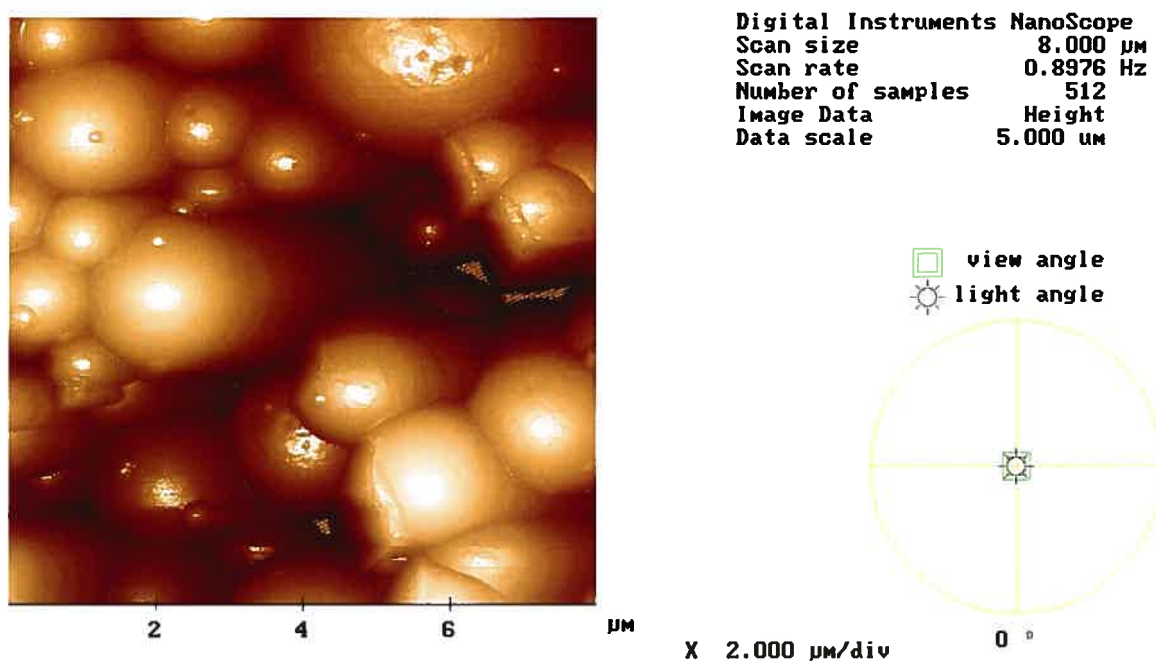 Digital Instruments NanoScope
Scan size 8.000 µm
Scan rate 0.8976 Hz
Number of samples 512
Image Data Height
Data scale 5.000 um
view angle
light angle
2 4 6 µm
X 2.000 µm/div
0 °